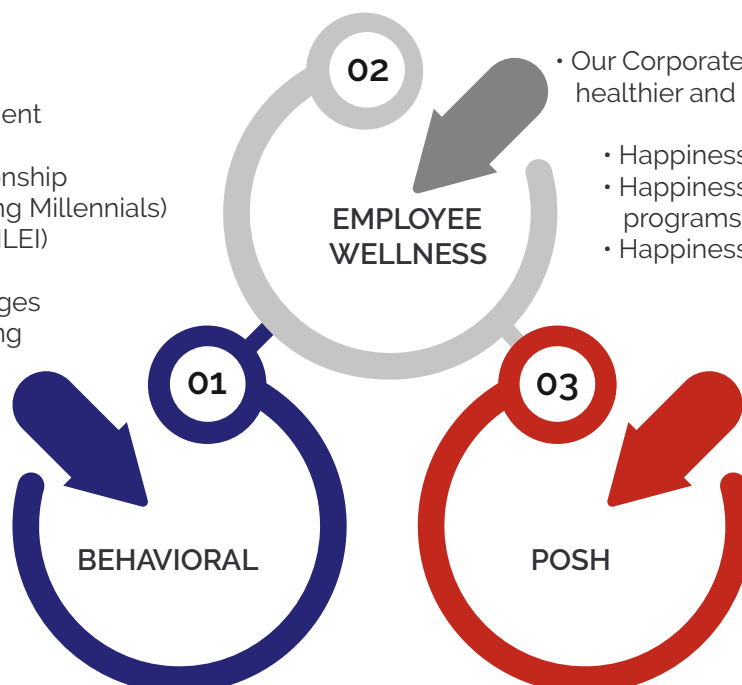 02
• Our Corporate
healthier and
• Happiness
• Happiness
programs
• Happiness
EMPLOYEE
WELLNESS
ent
onship
ng Millennials)
LEI)
ges
ng
01
BEHAVIORAL
03
POSH